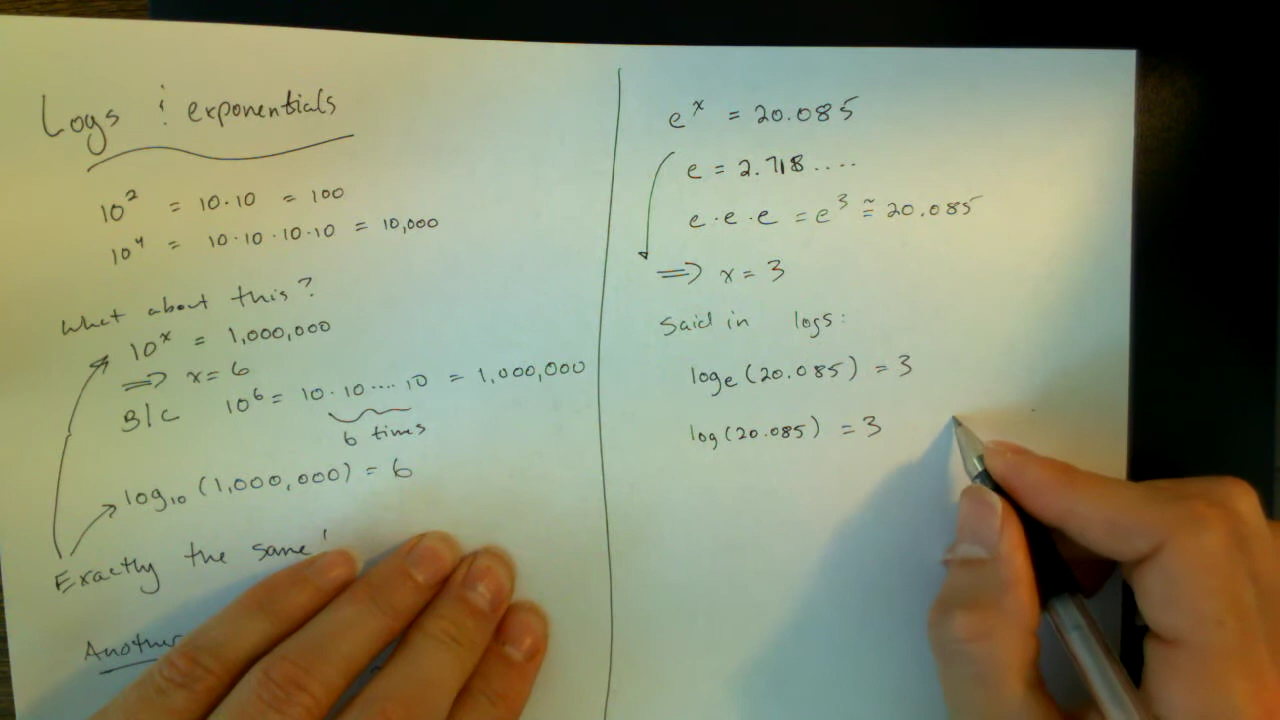 Logs & exponentials
10² = 10·10 = 100
10⁴ = 10·10·10·10 = 10,000
What about this?
10ˣ = 1,000,000
⟹ x = 6
B/C 10⁶ = 10·10....10 = 1,000,000
6 times
log₁₀ (1,000,000) = 6
Exactly the same!
Another
eˣ = 20.085
e = 2.718....
e·e·e = e³ ≅ 20.085
⟹ x = 3
Said in logs:
logₑ (20.085) = 3
log (20.085) = 3